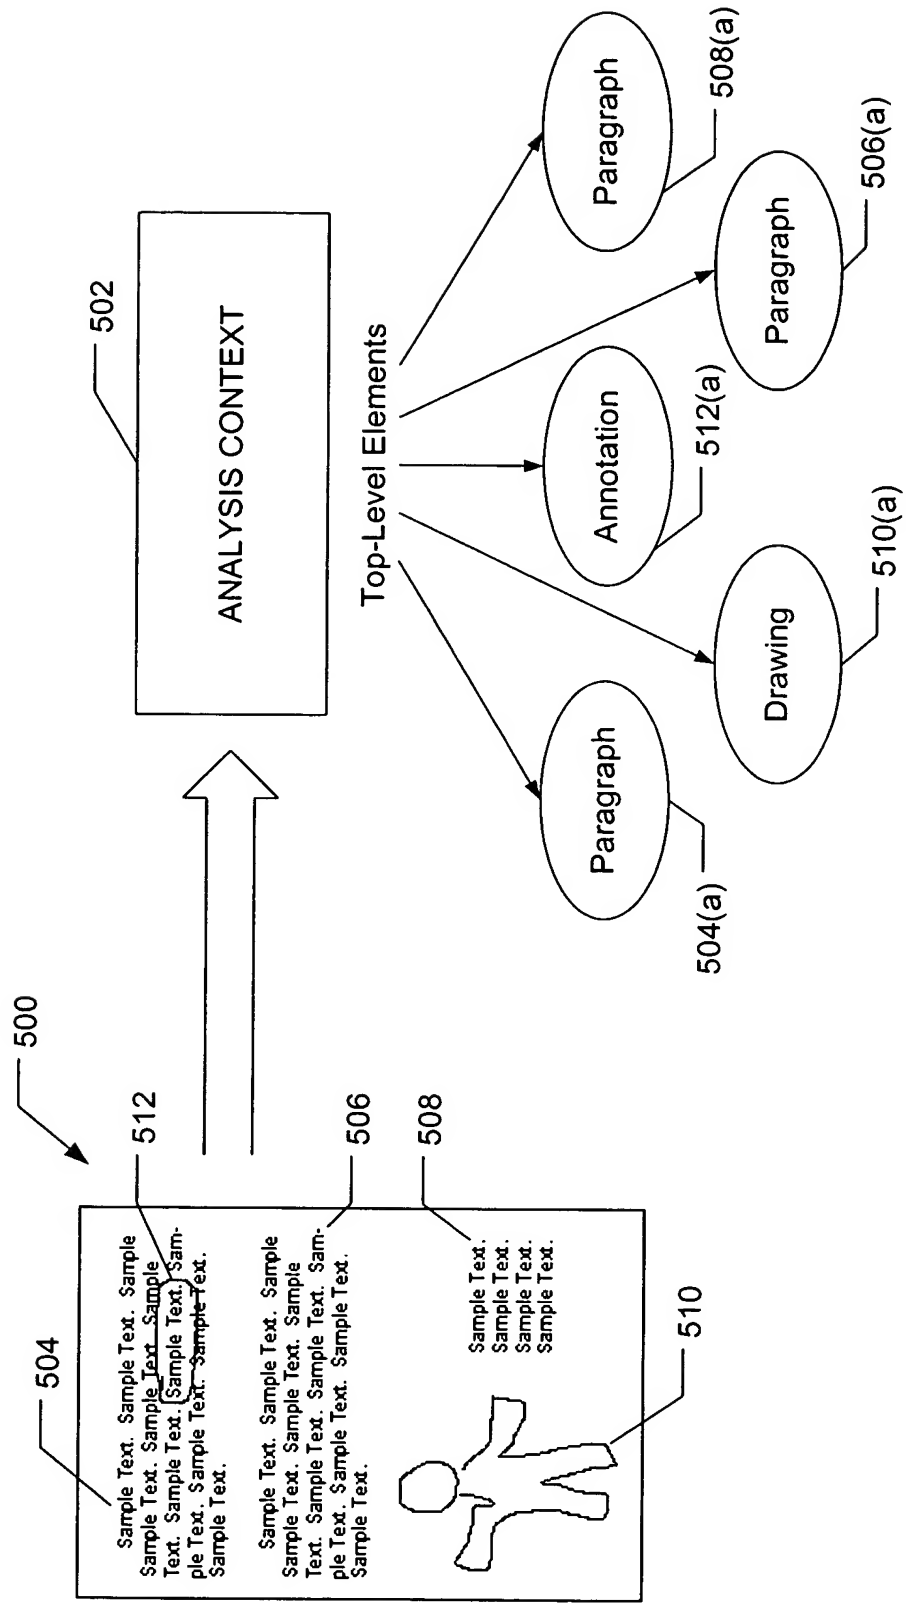 500
504
512
Sample Text. Sample Text. Sample
Sample Text. Sample Text. Sample
Text. Sample Text. Sample Text. Sam-
ple Text. Sample Text. Sample Text.
Sample Text.
Sample Text. Sample Text. Sample
Sample Text. Sample Text. Sample
Text. Sample Text. Sample Text. Sam-
ple Text. Sample Text. Sample Text.
Sample Text.
506
508
Sample Text.
Sample Text.
Sample Text.
Sample Text.
510
502
ANALYSIS CONTEXT
Top-Level Elements
Paragraph
504(a)
Drawing
510(a)
Annotation
512(a)
Paragraph
506(a)
Paragraph
508(a)